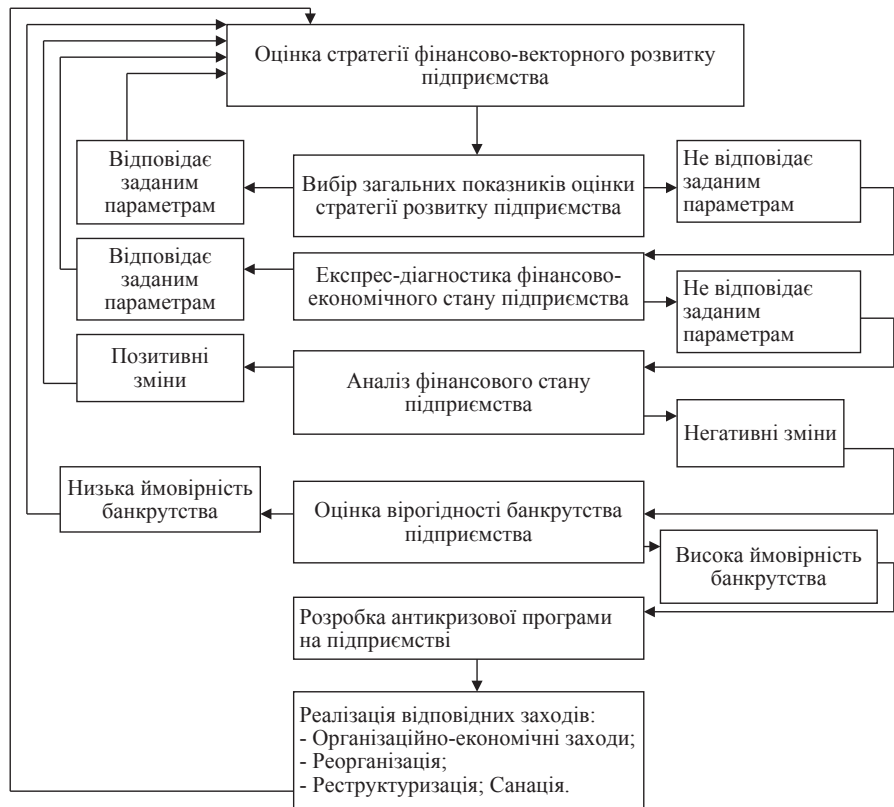 Оцінка стратегії фінансово-векторного розвитку
підприємства
Відповідає
заданим
параметрам
Вибір загальних показників оцінки
стратегії розвитку підприємства
Не відповідає
заданим
параметрам
Відповідає
заданим
параметрам
Експрес-діагностика фінансово-
економічного стану підприємства
Не відповідає
заданим
параметрам
Позитивні
зміни
Аналіз фінансового стану
підприємства
Негативні зміни
Низька ймовірність
банкрутства
Оцінка вірогідності банкрутства
підприємства
Висока ймовірність
банкрутства
Розробка антикризової програми
на підприємстві
Реалізація відповідних заходів:
- Організаційно-економічні заходи;
- Реорганізація;
- Реструктуризація; Санація.